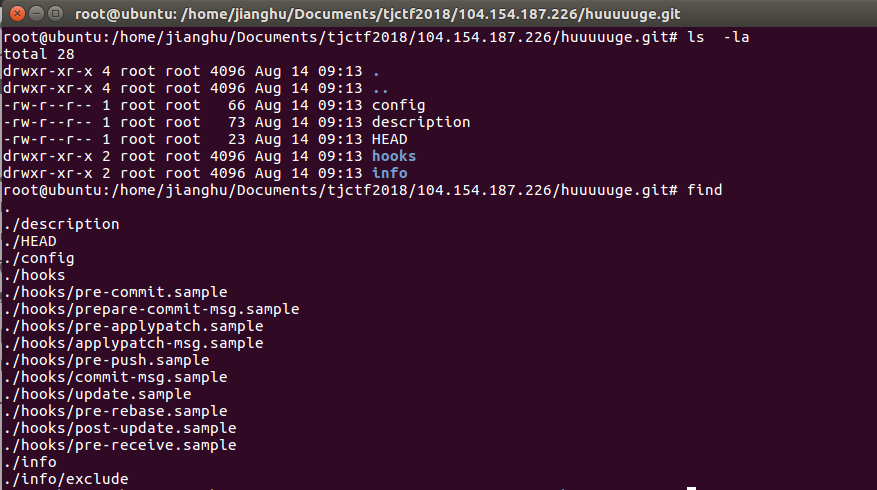 root@ubuntu: /home/jianghu/Documents/tjctf2018/104.154.187.226/huuuuuge.git
root@ubuntu:/home/jianghu/Documents/tjctf2018/104.154.187.226/huuuuuge.git# ls  -la
total 28
drwxr-xr-x 4 root root 4096 Aug 14 09:13 .
drwxr-xr-x 4 root root 4096 Aug 14 09:13 ..
-rw-r--r-- 1 root root   66 Aug 14 09:13 config
-rw-r--r-- 1 root root   73 Aug 14 09:13 description
-rw-r--r-- 1 root root   23 Aug 14 09:13 HEAD
drwxr-xr-x 2 root root 4096 Aug 14 09:13 hooks
drwxr-xr-x 2 root root 4096 Aug 14 09:13 info
root@ubuntu:/home/jianghu/Documents/tjctf2018/104.154.187.226/huuuuuge.git# find
.
./description
./HEAD
./config
./hooks
./hooks/pre-commit.sample
./hooks/prepare-commit-msg.sample
./hooks/pre-applypatch.sample
./hooks/applypatch-msg.sample
./hooks/pre-push.sample
./hooks/commit-msg.sample
./hooks/update.sample
./hooks/pre-rebase.sample
./hooks/post-update.sample
./hooks/pre-receive.sample
./info
./info/exclude